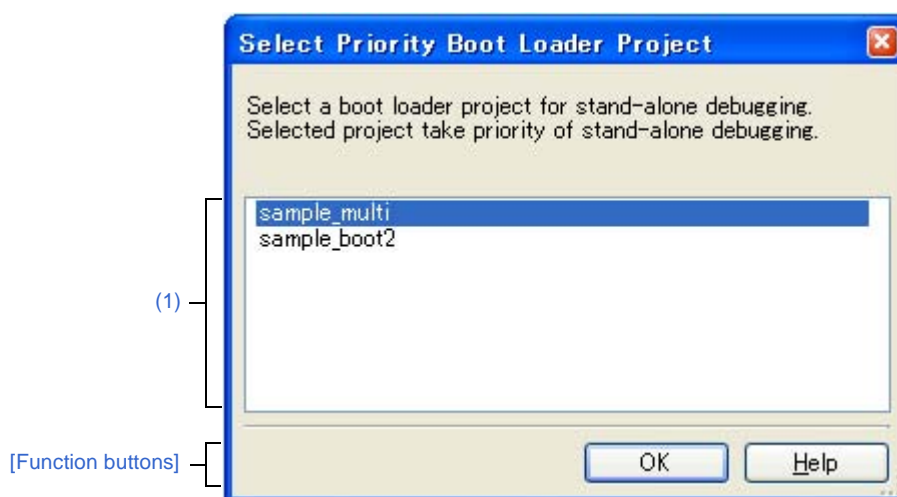 Select Priority Boot Loader Project
Select a boot loader project for stand-alone debugging.
Selected project take priority of stand-alone debugging.
sample_multi
sample_boot2
(1)
[Function buttons]
OK
Help